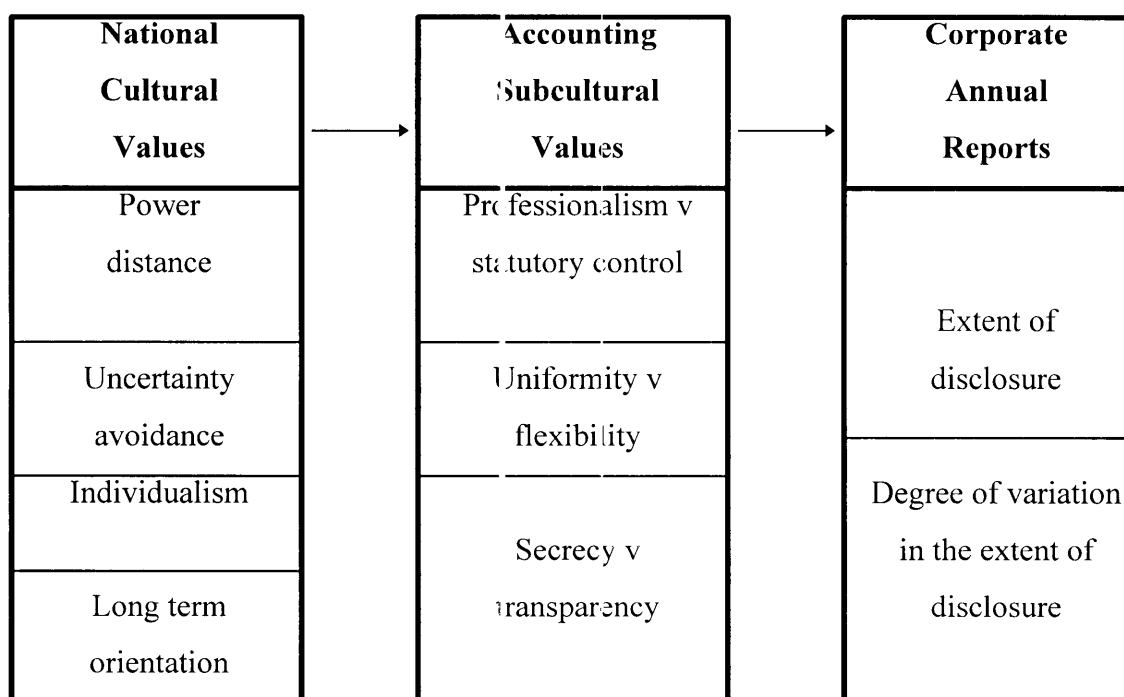 National
Cultural
Values
Power
distance
Uncertainty
avoidance
Individualism
Long term
orientation
Accounting
Subcultural
Values
Professionalism v
statutory control
Uniformity v
flexibility
Secrecy v
transparency
Corporate
Annual
Reports
Extent of
disclosure
Degree of variation
in the extent of
disclosure